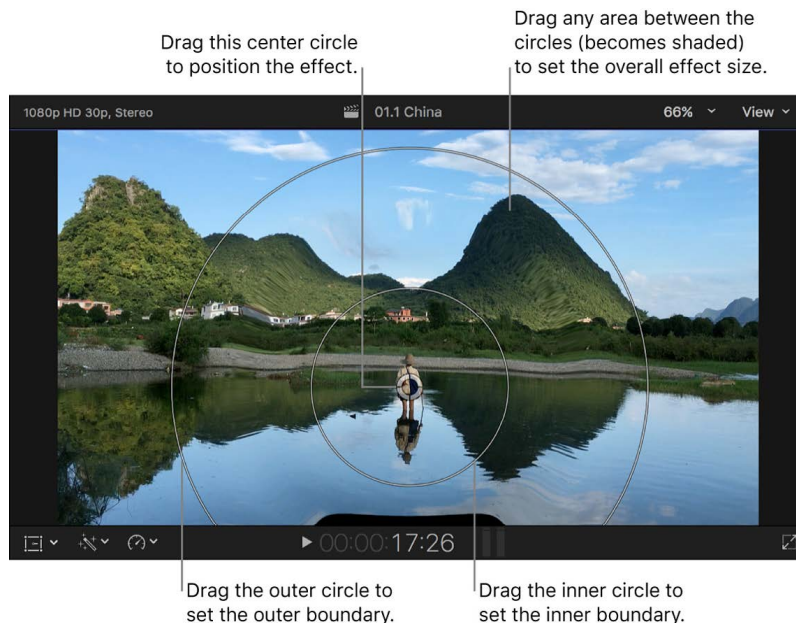 Drag this center circle
to position the effect.
Drag any area between the
circles (becomes shaded)
to set the overall effect size.
1080p HD 30p, Stereo
01.1 China
66%
View
00:00:17:26
Drag the outer circle to
set the outer boundary.
Drag the inner circle to
set the inner boundary.